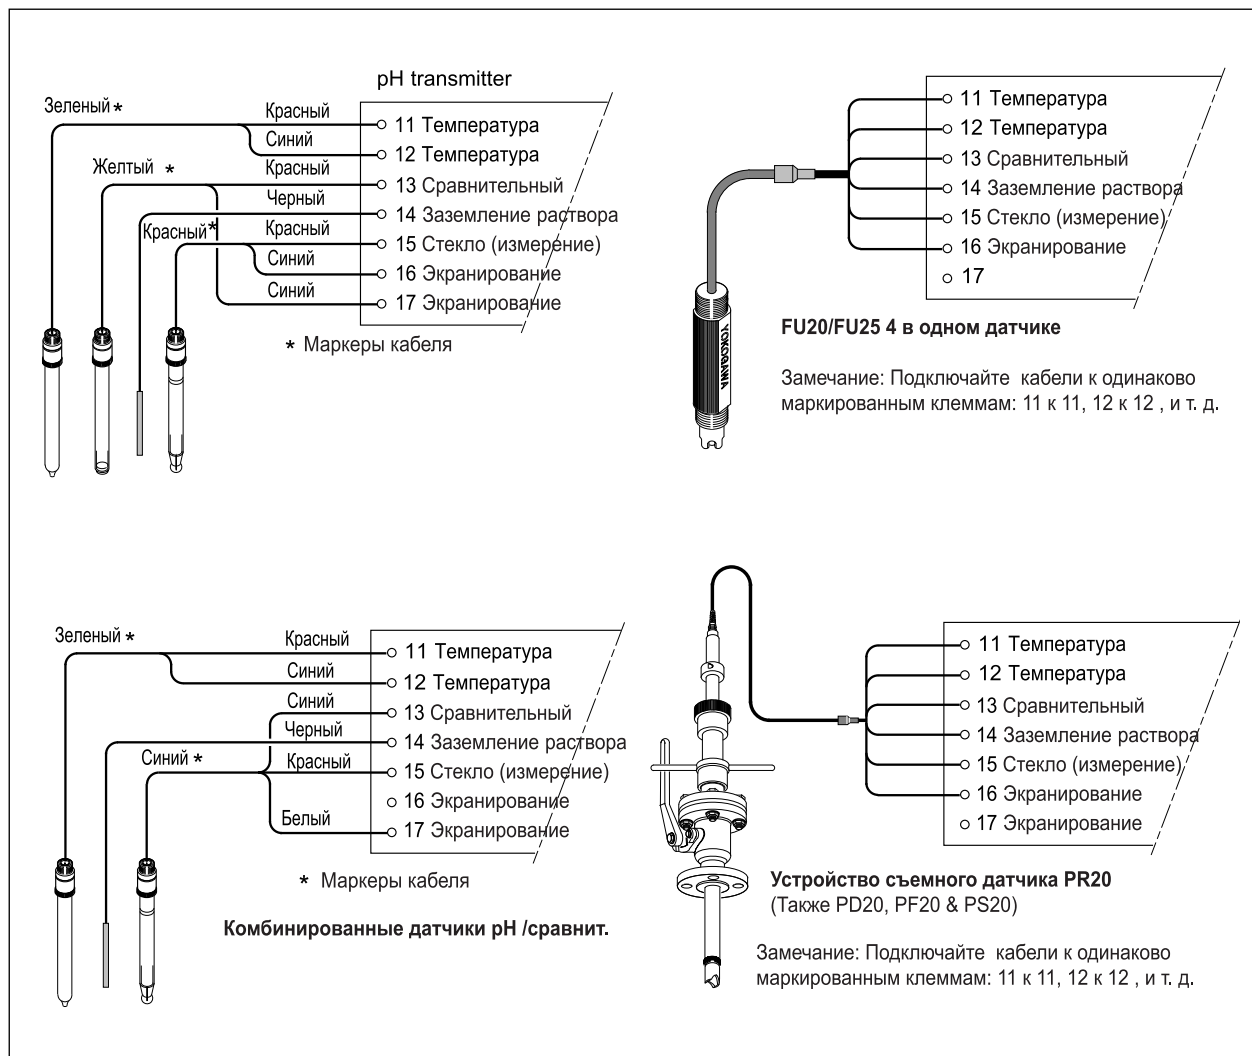 pH transmitter
Зеленый *
Красный
11 Температура
Синий
12 Температура
Желтый *
Красный
13 Сравнительный
Черный
14 Заземление раствора
Красный*
Красный
15 Стекло (измерение)
Синий
16 Экранирование
Синий
17 Экранирование
* Маркеры кабеля
11 Температура
12 Температура
13 Сравнительный
14 Заземление раствора
15 Стекло (измерение)
16 Экранирование
17
YOKOGAWA
FU20/FU25 4 в одном датчике
Замечание: Подключайте кабели к одинаково
маркированным клеммам: 11 к 11, 12 к 12 , и т. д.
Зеленый *
Красный
11 Температура
Синий
12 Температура
Синий
13 Сравнительный
Черный
14 Заземление раствора
Синий *
Красный
15 Стекло (измерение)
16 Экранирование
Белый
17 Экранирование
* Маркеры кабеля
Комбинированные датчики pH /сравнит.
11 Температура
12 Температура
13 Сравнительный
14 Заземление раствора
15 Стекло (измерение)
16 Экранирование
17 Экранирование
Устройство съемного датчика PR20
(Также PD20, PF20 & PS20)
Замечание: Подключайте кабели к одинаково
маркированным клеммам: 11 к 11, 12 к 12 , и т. д.